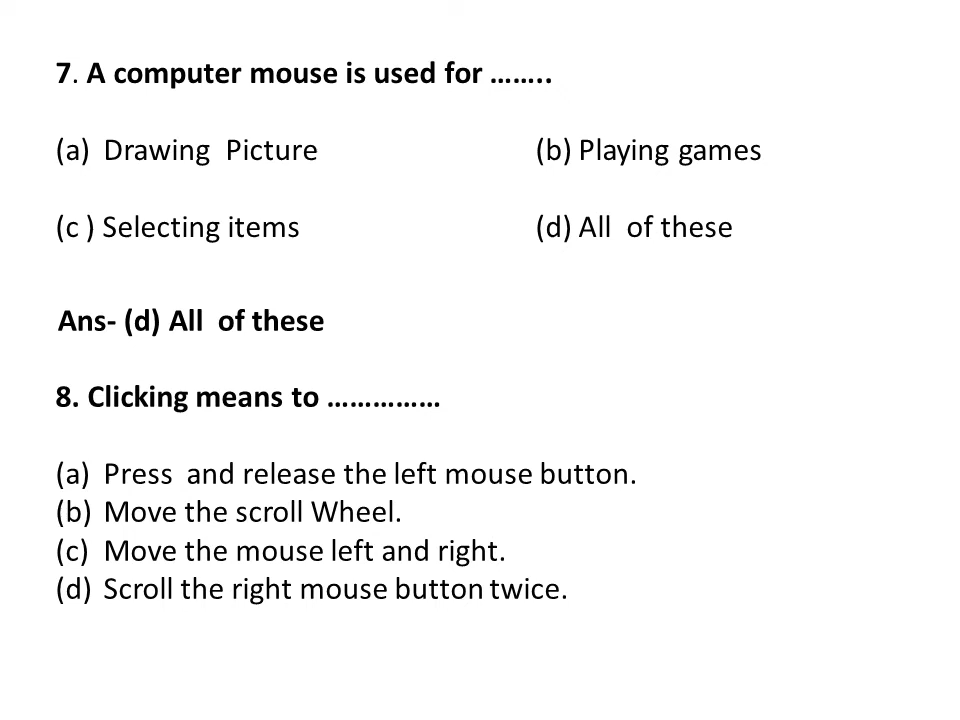 7. A computer mouse is used for ……..
(a) Drawing Picture (b) Playing games
(c ) Selecting items (d) All of these
Ans- (d) All of these
8. Clicking means to ……………
(a) Press and release the left mouse button.
(b) Move the scroll Wheel.
(c) Move the mouse left and right.
(d) Scroll the right mouse button twice.